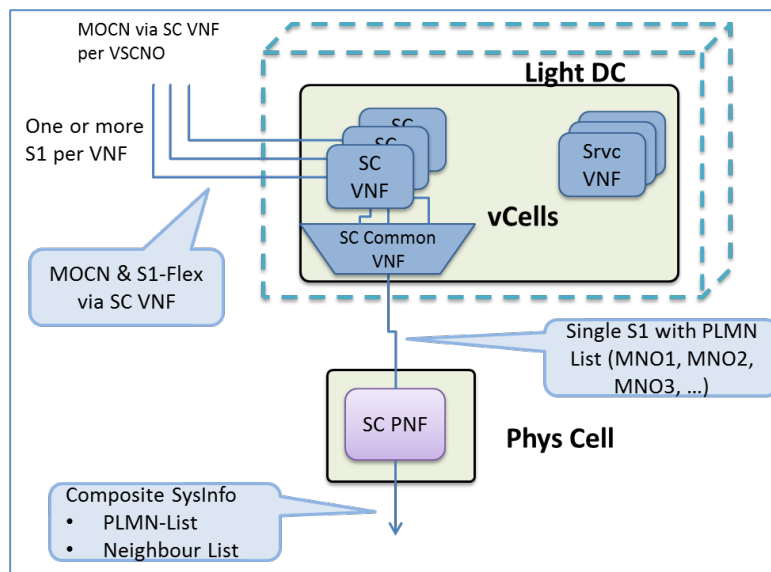 MOCN via SC VNF
per VSCNO
Light DC
One or more
S1 per VNF
SC
SC
SC
VNF
Srvc
VNF
vCells
SC Common
VNF
MOCN & S1-Flex
via SC VNF
Single S1 with PLMN
List (MNO1, MNO2,
MNO3, …)
SC PNF
Phys Cell
Composite SysInfo
• PLMN-List
• Neighbour List